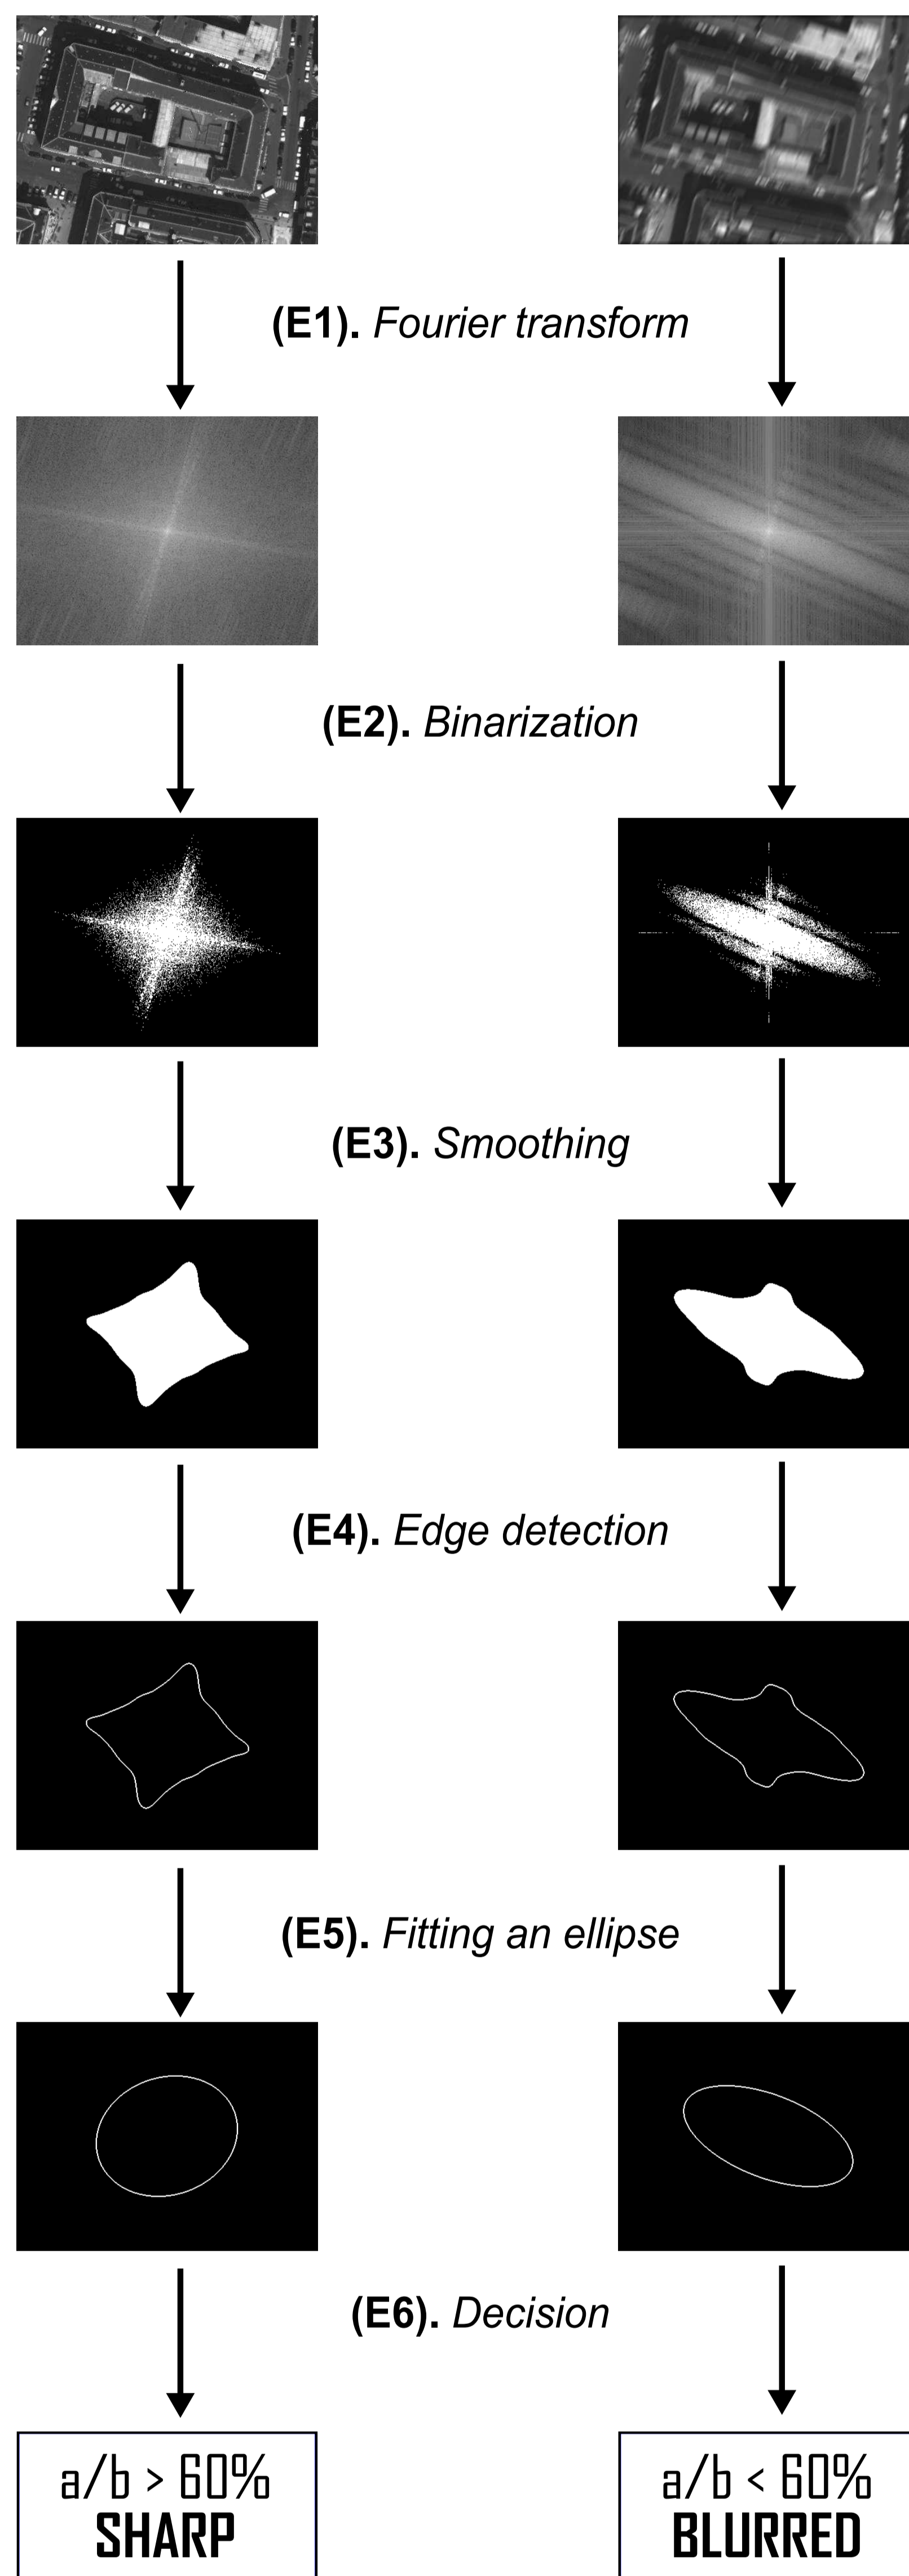 (E1). Fourier transform
(E2). Binarization
(E3). Smoothing
(E4). Edge detection
(E5). Fitting an ellipse
(E6). Decision
a/b > 60%
SHARP
a/b < 60%
BLURRED